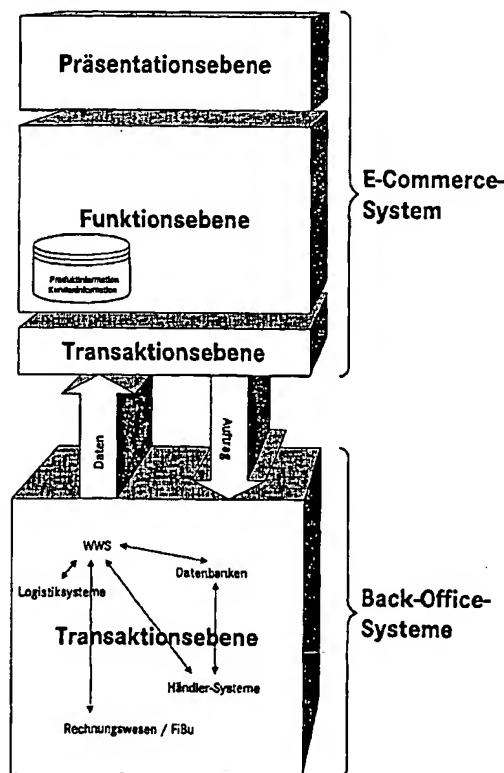 Präsentationsebene
Funktionsebene
Produktinformation
Kundeninformation
E-Commerce-
System
Transaktionsebene
Daten
Auftrag
WWS
Datenbanken
Logistiksysteme
Transaktionsebene
Händler-Systeme
Rechnungswesen / FiBu
Back-Office-
Systeme